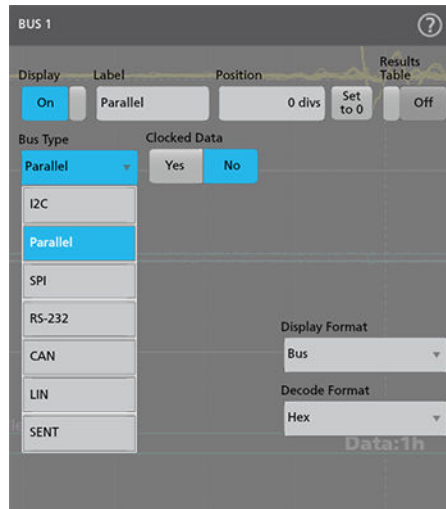 BUS 1
?
Display Label Position Results Table
On Parallel 0 divs Set to 0 Off
Bus Type Clocked Data
Parallel Yes No
I2C
Parallel
SPI
RS-232
Display Format
CAN
Bus
LIN
Decode Format
Hex
SENT
Data:1h